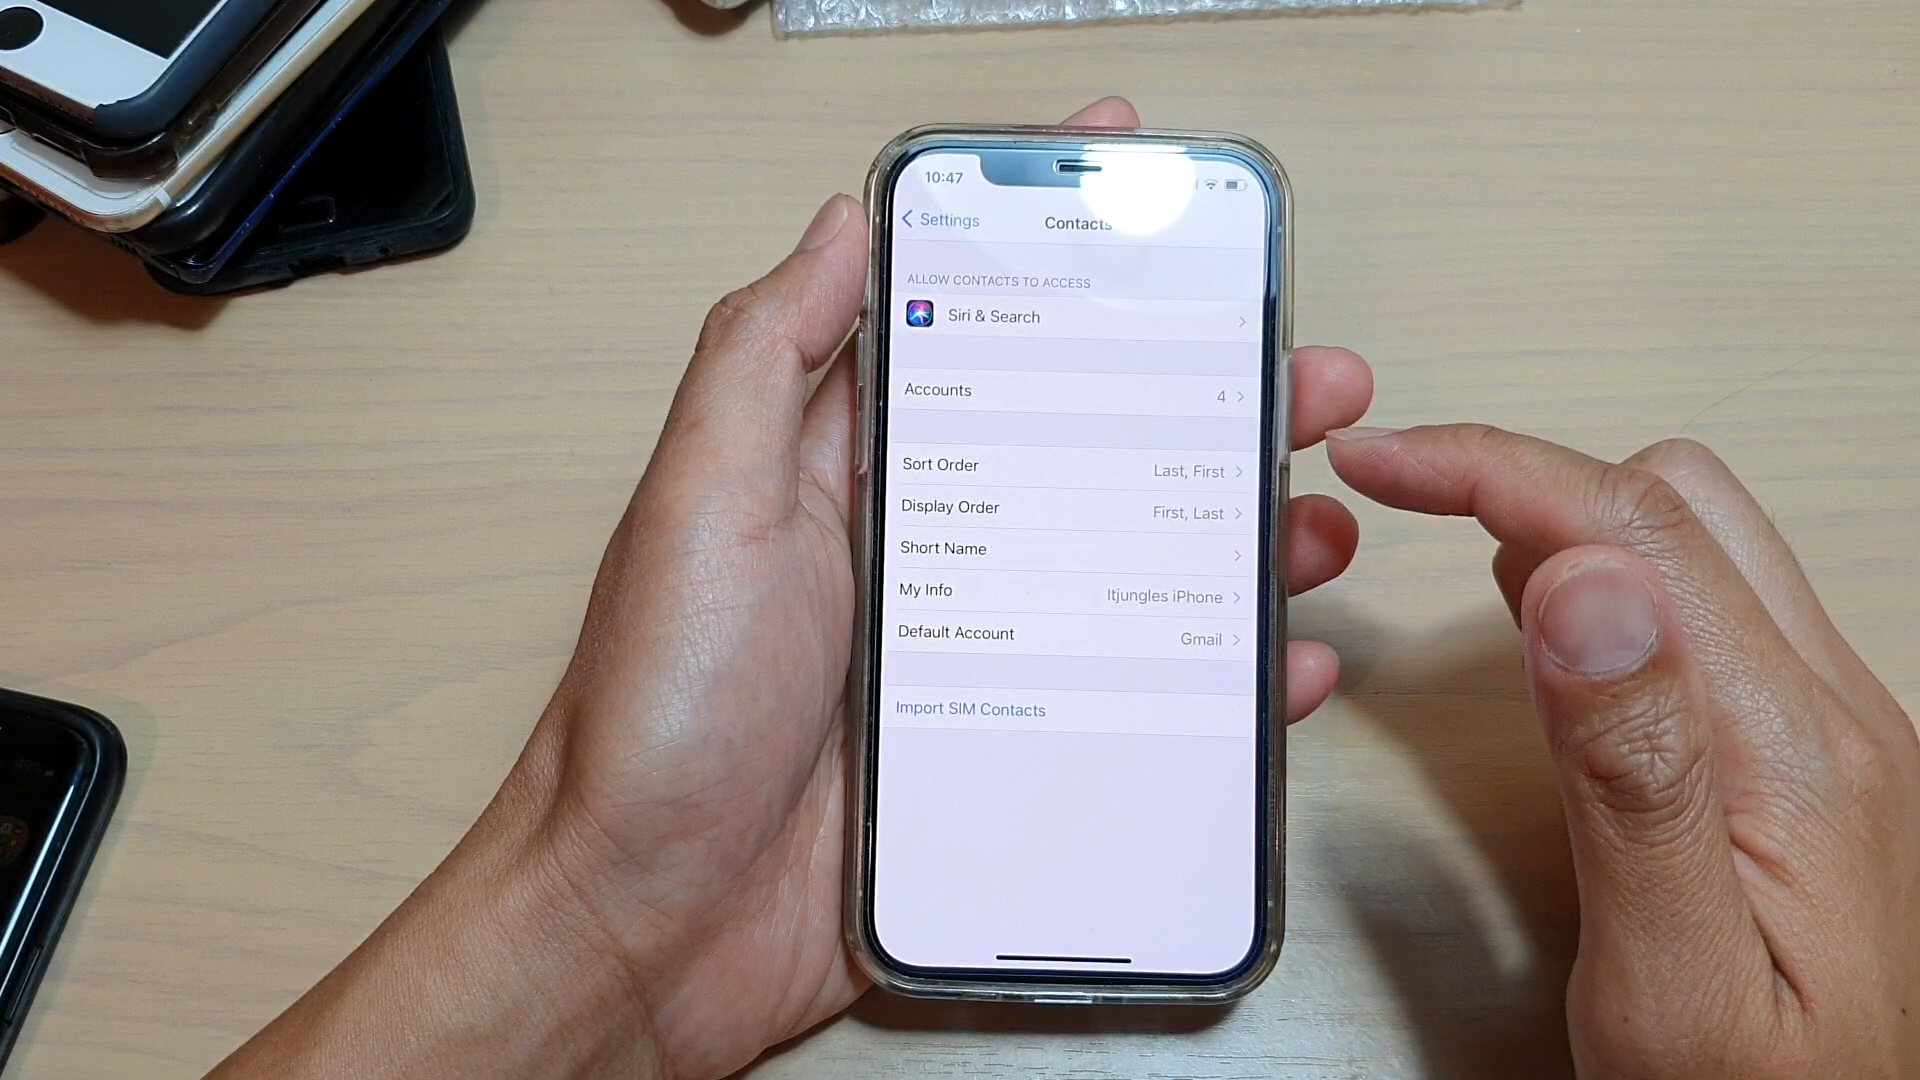 10:47
Settings
Contacts
ALLOW CONTACTS TO ACCESS
Siri & Search
Accounts 4
Sort Order Last, First
Display Order First, Last
Short Name
My Info Itjungles iPhone
Default Account Gmail
Import SIM Contacts